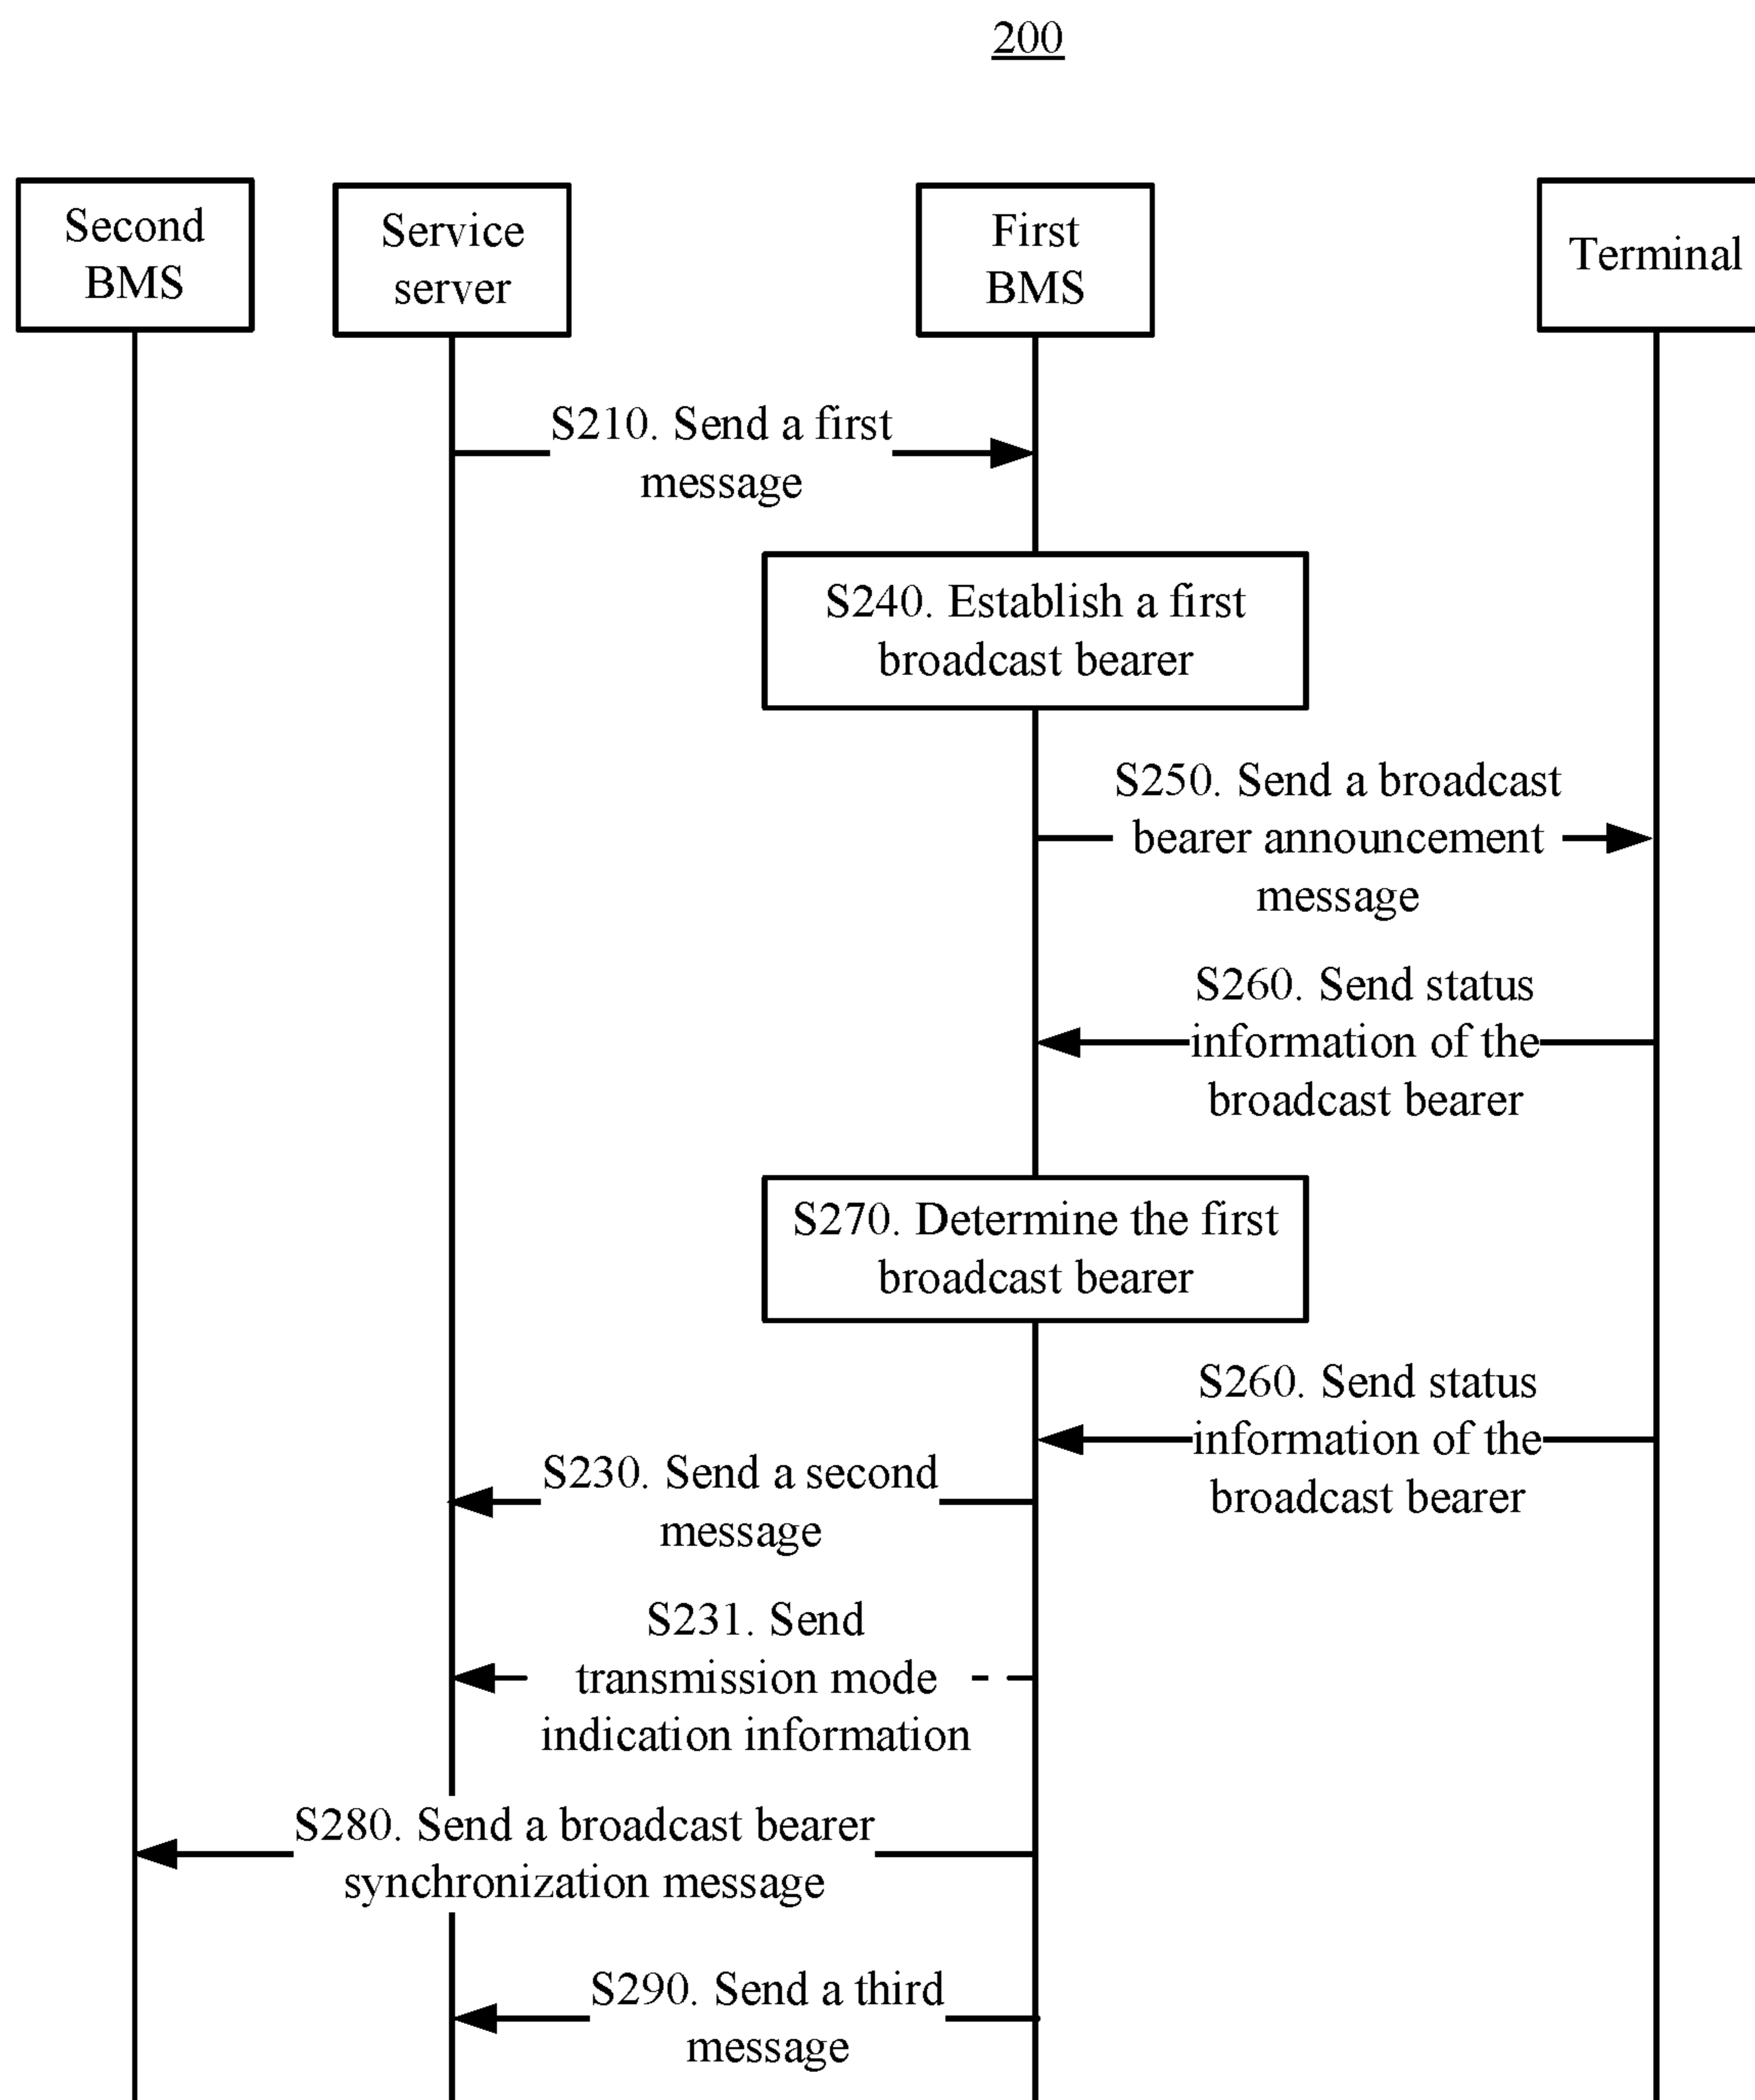 200
Second
BMS
Service
server
First
BMS
Terminal
S210. Send a first
message
S240. Establish a first
broadcast bearer
S250. Send a broadcast
bearer announcement
message
S260. Send status
information of the
broadcast bearer
S270. Determine the first
broadcast bearer
S260. Send status
information of the
broadcast bearer
S230. Send a second
message
S231. Send
transmission mode
indication information
S280. Send a broadcast bearer
synchronization message
S290. Send a third
message